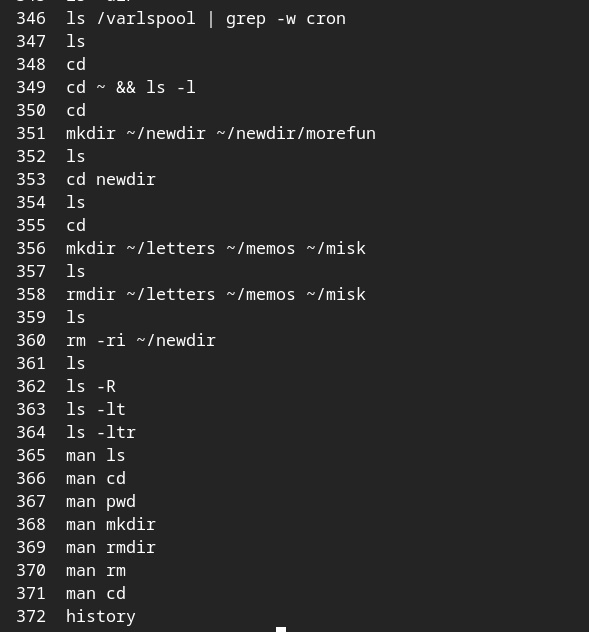 346 ls /varlspool | grep -w cron
347 ls
348 cd
349 cd ~ && ls -l
350 cd
351 mkdir ~/newdir ~/newdir/morefun
352 ls
353 cd newdir
354 ls
355 cd
356 mkdir ~/letters ~/memos ~/misk
357 ls
358 rmdir ~/letters ~/memos ~/misk
359 ls
360 rm -ri ~/newdir
361 ls
362 ls -R
363 ls -lt
364 ls -ltr
365 man ls
366 man cd
367 man pwd
368 man mkdir
369 man rmdir
370 man rm
371 man cd
372 history